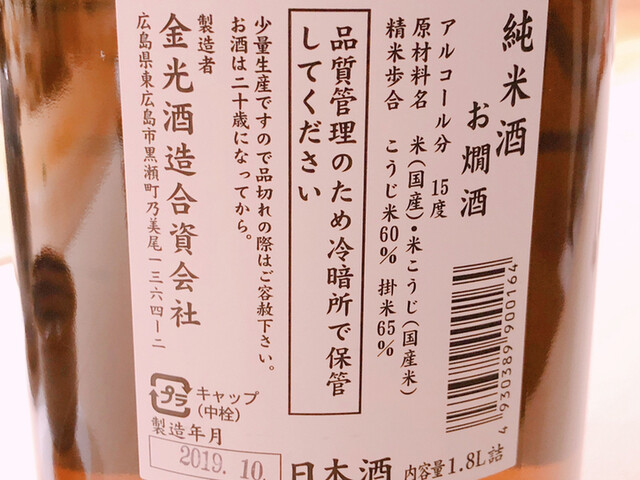 純米酒
お燗酒
アルコール分 15度
原材料名 米(国産)・米こうじ(国産米)
精米歩合 こうじ米60% 掛米65%
品質管理のため冷暗所で保管
してください
少量生産ですので品切れの際はご容赦下さい。
お酒は二十歳になってから。
製造者
金光酒造合資会社
広島県東広島市黒瀬町乃美尾一三六四ー二
4930389900164
プラ
キャップ
(中栓)
製造年月
2019.10.
日本酒
内容量1.8L詰